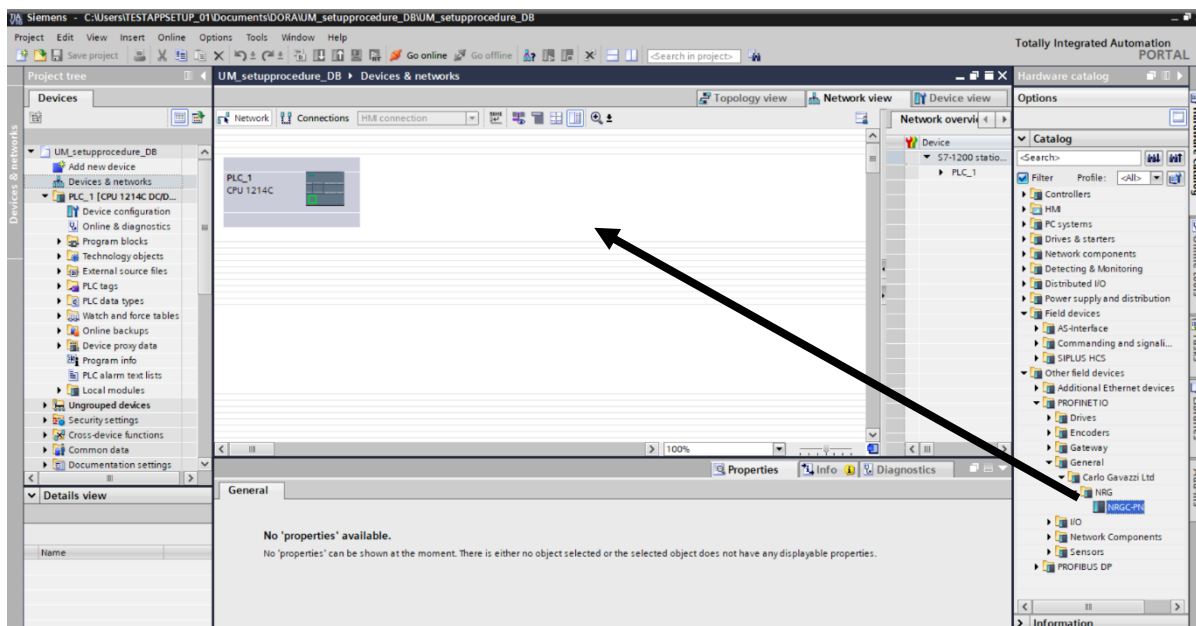 Siemens - C:\Users\TESTAPPSETUP_01\Documents\DORA\UM_setupprocedure_DB\UM_setupprocedure_DB
Project Edit View Insert Online Options Tools Window Help
Totally Integrated Automation
PORTAL
Save project
Go online
Go offline
<Search in project>
Project tree
UM_setupprocedure_DB
Devices & networks
Hardware catalog
Devices
Topology view
Network view
Device view
Options
Network
Connections
HMI connection
Network overvi
Devices & networks
UM_setupprocedure_DB
Add new device
Devices & networks
PLC_1 [CPU 1214C DC/D...
Device configuration
Online & diagnostics
Program blocks
Technology objects
External source files
PLC tags
PLC data types
Watch and force tables
Online backups
Device proxy data
Program info
PLC alarm text lists
Local modules
Ungrouped devices
Security settings
Cross-device functions
Common data
Documentation settings
Details view
Name
PLC_1
CPU 1214C
100%
Device
S7-1200 statio...
PLC_1
Properties
Info
Diagnostics
General
No 'properties' available.
No 'properties' can be shown at the moment. There is either no object selected or the selected object does not have any displayable properties.
Catalog
<Search>
Filter
Profile:
<All>
Controllers
HMI
PC systems
Drives & starters
Network components
Detecting & Monitoring
Distributed I/O
Power supply and distribution
Field devices
AS-Interface
Commanding and signali...
SIPLUS HCS
Other field devices
Additional Ethernet devices
PROFINET IO
Drives
Encoders
Gateway
General
Carlo Gavazzi Ltd
NRG
NRGC-PN
I/O
Network Components
Sensors
PROFIBUS DP
Information